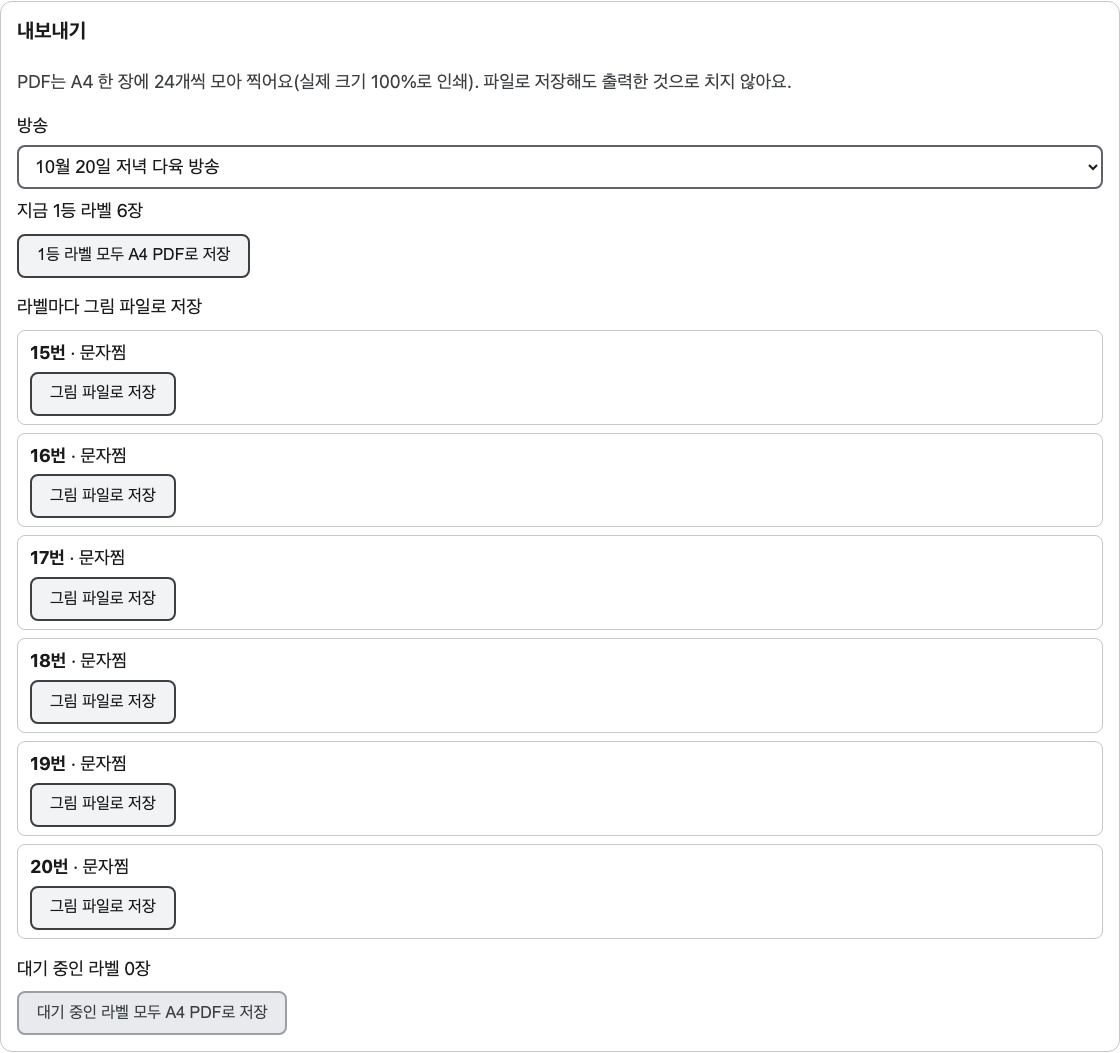 내보내기
PDF는 A4 한 장에 24개씩 모아 찍어요(실제 크기 100%로 인쇄). 파일로 저장해도 출력한 것으로 치지 않아요.
방송
10월 20일 저녁 다육 방송
지금 1등 라벨 6장
1등 라벨 모두 A4 PDF로 저장
라벨마다 그림 파일로 저장
15번 · 문자찜
그림 파일로 저장
16번 · 문자찜
그림 파일로 저장
17번 · 문자찜
그림 파일로 저장
18번 · 문자찜
그림 파일로 저장
19번 · 문자찜
그림 파일로 저장
20번 · 문자찜
그림 파일로 저장
대기 중인 라벨 0장
대기 중인 라벨 모두 A4 PDF로 저장